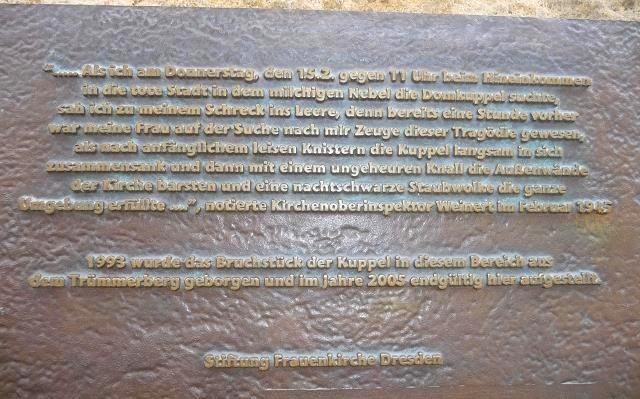 ".... Als ich am Donnerstag, den 15.2. gegen 11 Uhr beim Hineinkommen
in die tote Stadt in dem milchigen Nebel die Domkuppel suchte,
sah ich zu meinem Schreck ins Leere, denn bereits eine Stunde vorher
war meine Frau auf der Suche nach mir Zeuge dieser Tragödie gewesen,
als nach anfänglichem leisen Knistern die Kuppel langsam in sich
zusammensank und dann mit einem ungeheuren Knall die Außenwände
der Kirche barsten und eine nachtschwarze Staubwolke die ganze
Umgebung erfüllte ....", notierte Kirchenoberinspektor Weinert im Februar 1945
1993 wurde das Bruchstück der Kuppel in diesem Bereich aus
dem Trümmerberg geborgen und im Jahre 2005 endgültig hier aufgestellt.
Stiftung Frauenkirche Dresden